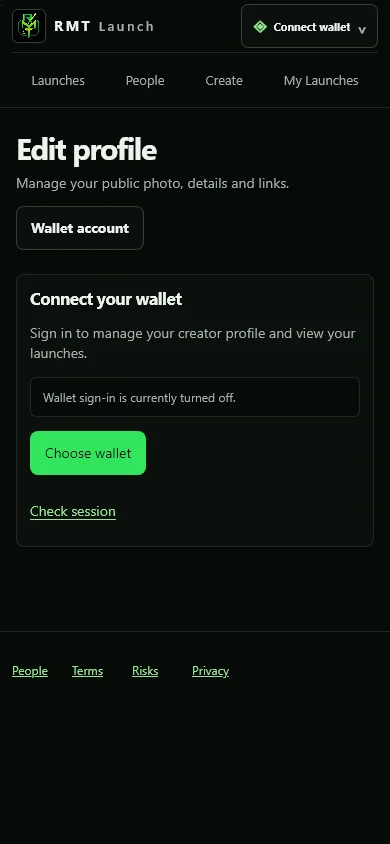 RMT Launch
Connect wallet
Launches People Create My Launches
Edit profile
Manage your public photo, details and links.
Wallet account
Connect your wallet
Sign in to manage your creator profile and view your
launches.
Wallet sign-in is currently turned off.
Choose wallet
Check session
People Terms Risks Privacy